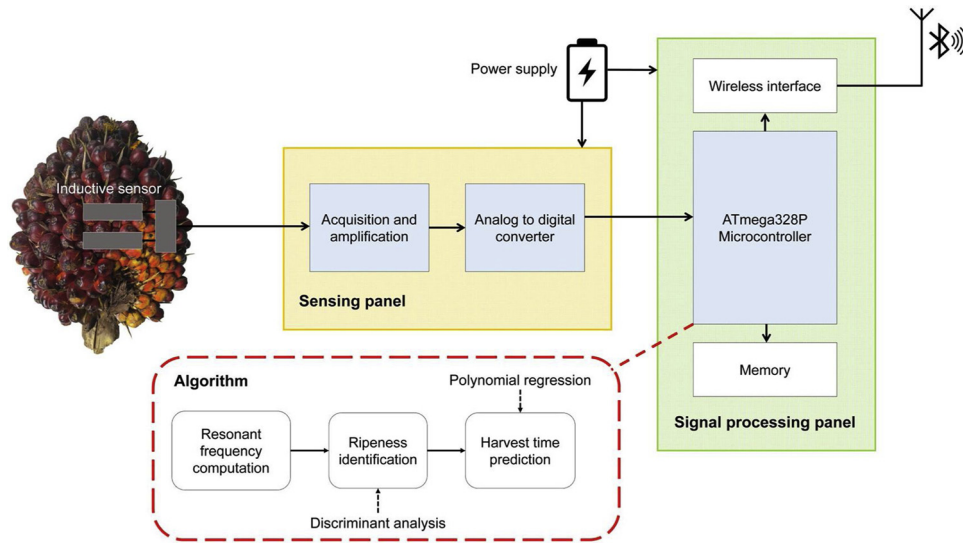 Power supply
Wireless interface
Inductive sensor
Acquisition and
amplification
Analog to digital
converter
ATmega328P
Microcontroller
Sensing panel
Memory
Signal processing panel
Algorithm
Polynomial regression
Resonant
frequency
computation
Ripeness
identification
Harvest time
prediction
Discriminant analysis